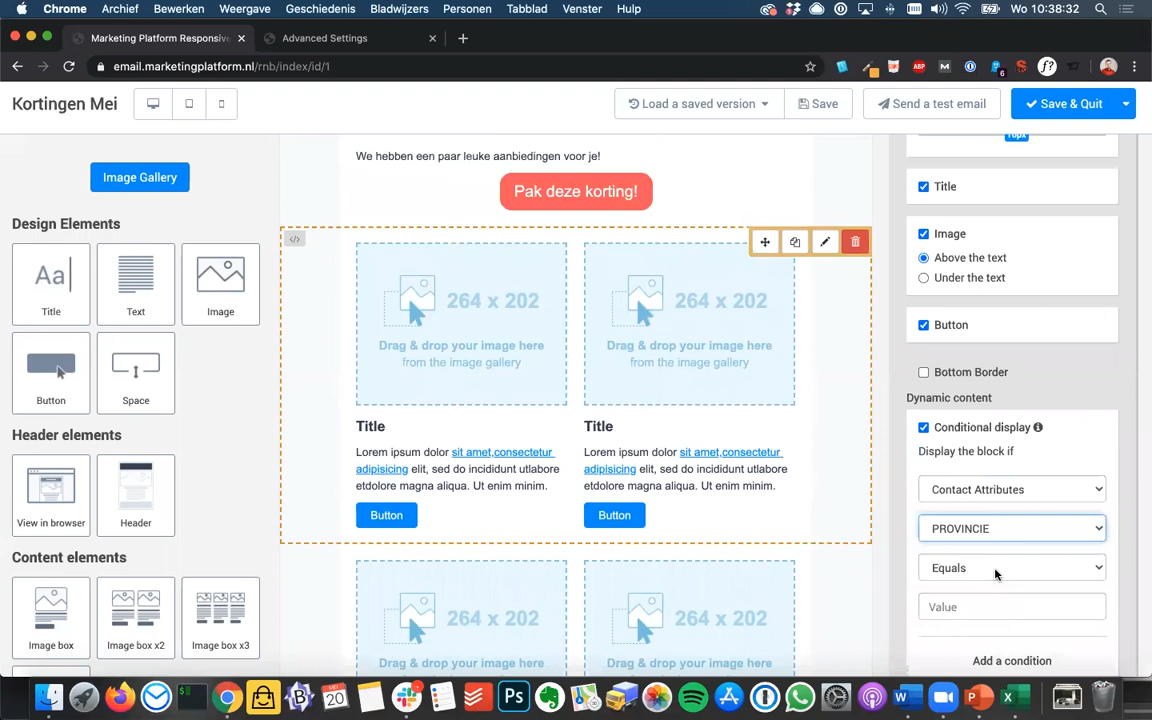 Chrome Archief Bewerken Weergave Geschiedenis Bladwijzers Personen Tabblad Venster Help
Wo 10:38:32
Marketing Platform Responsive
Advanced Settings
email.marketingplatform.nl/rnb/index/id/1
ABP
M
6
f?
Kortingen Mei
Load a saved version
Save
Send a test email
Save & Quit
Image Gallery
Design Elements
Aa
Title
Text
Image
Button
Space
Header elements
View in browser
Header
Content elements
Image box
Image box x2
Image box x3
We hebben een paar leuke aanbiedingen voor je!
Pak deze korting!
</>
264 x 202
Drag & drop your image here
from the image gallery
Title
Lorem ipsum dolor sit amet,consectetur
adipisicing elit, sed do incididunt utlabore
etdolore magna aliqua. Ut enim minim.
Button
264 x 202
Drag & drop your image here
from the image gallery
Title
Lorem ipsum dolor sit amet,consectetur
adipisicing elit, sed do incididunt utlabore
etdolore magna aliqua. Ut enim minim.
Button
264 x 202
Drag & drop your image here
264 x 202
Drag & drop your image here
10px
Title
Image
Above the text
Under the text
Button
Bottom Border
Dynamic content
Conditional display
Display the block if
Contact Attributes
PROVINCIE
Equals
Value
Add a condition
20
Ps
W
P
X